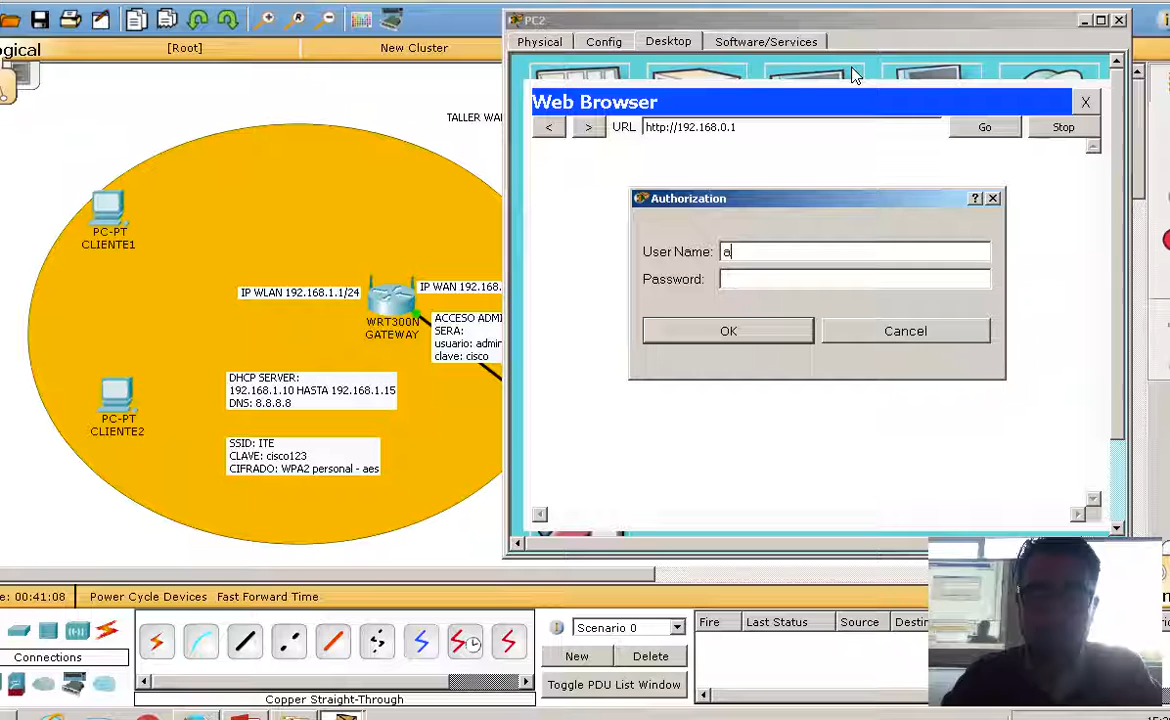 ogical
[Root]
New Cluster
PC2
Physical
Config
Desktop
Software/Services
Web Browser
X
<
>
URL
http://192.168.0.1
Go
Stop
TALLER
Authorization
User Name:
a
Password:
OK
Cancel
PC-PT
CLIENTE1
IP WLAN 192.168.1.1/24
IP WAN 192.168.
WRT300N
GATEWAY
ACCESO ADMI
SERA:
usuario: admin
clave: cisco
DHCP SERVER:
192.168.1.10 HASTA 192.168.1.15
DNS: 8.8.8.8
PC-PT
CLIENTE2
SSID: ITE
CLAVE: cisco123
CIFRADO: WPA2 personal - aes
e: 00:41:08
Power Cycle Devices
Fast Forward Time
Connections
Copper Straight-Through
Scenario 0
New
Delete
Toggle PDU List Window
Fire
Last Status
Source
Destin